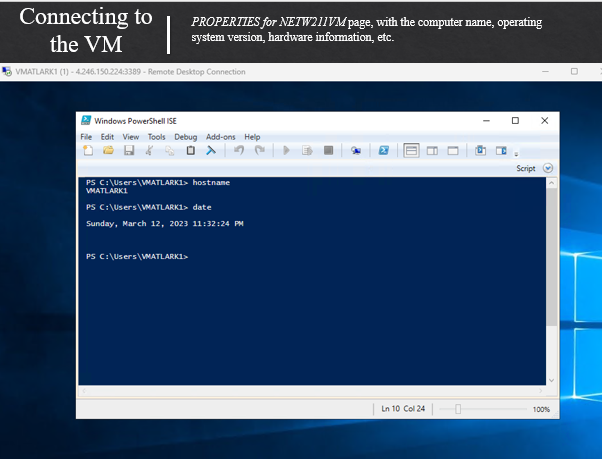 Connecting to
the VM
PROPERTIES for NETW211VM page, with the computer name, operating
system version, hardware information, etc.
VMATLARK1 (1) - 4.246.150.224:3389 - Remote Desktop Connection
Windows PowerShell ISE
File Edit View Tools Debug Add-ons Help
Script
PS C:\Users\VMATLARK1> hostname
VMATLARK1
PS C:\Users\VMATLARK1> date
Sunday, March 12, 2023 11:32:24 PM
PS C:\Users\VMATLARK1>
Ln 10 Col 24
100%